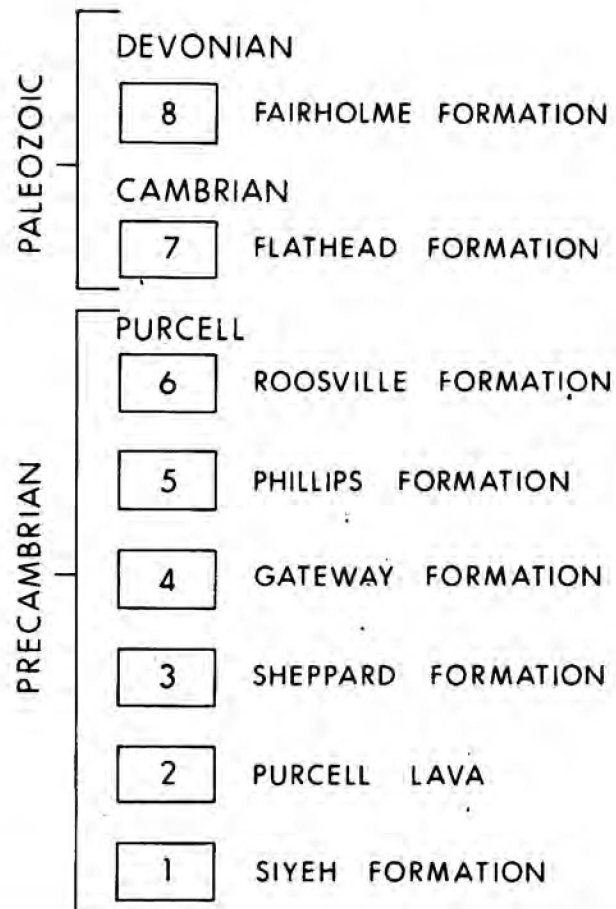 PALEOZOIC
DEVONIAN
8 FAIRHOLME FORMATION
CAMBRIAN
7 FLATHEAD FORMATION
PRECAMBRIAN
PURCELL
6 ROOSVILLE FORMATION
5 PHILLIPS FORMATION
4 GATEWAY FORMATION
3 SHEPPARD FORMATION
2 PURCELL LAVA
1 SIYEH FORMATION